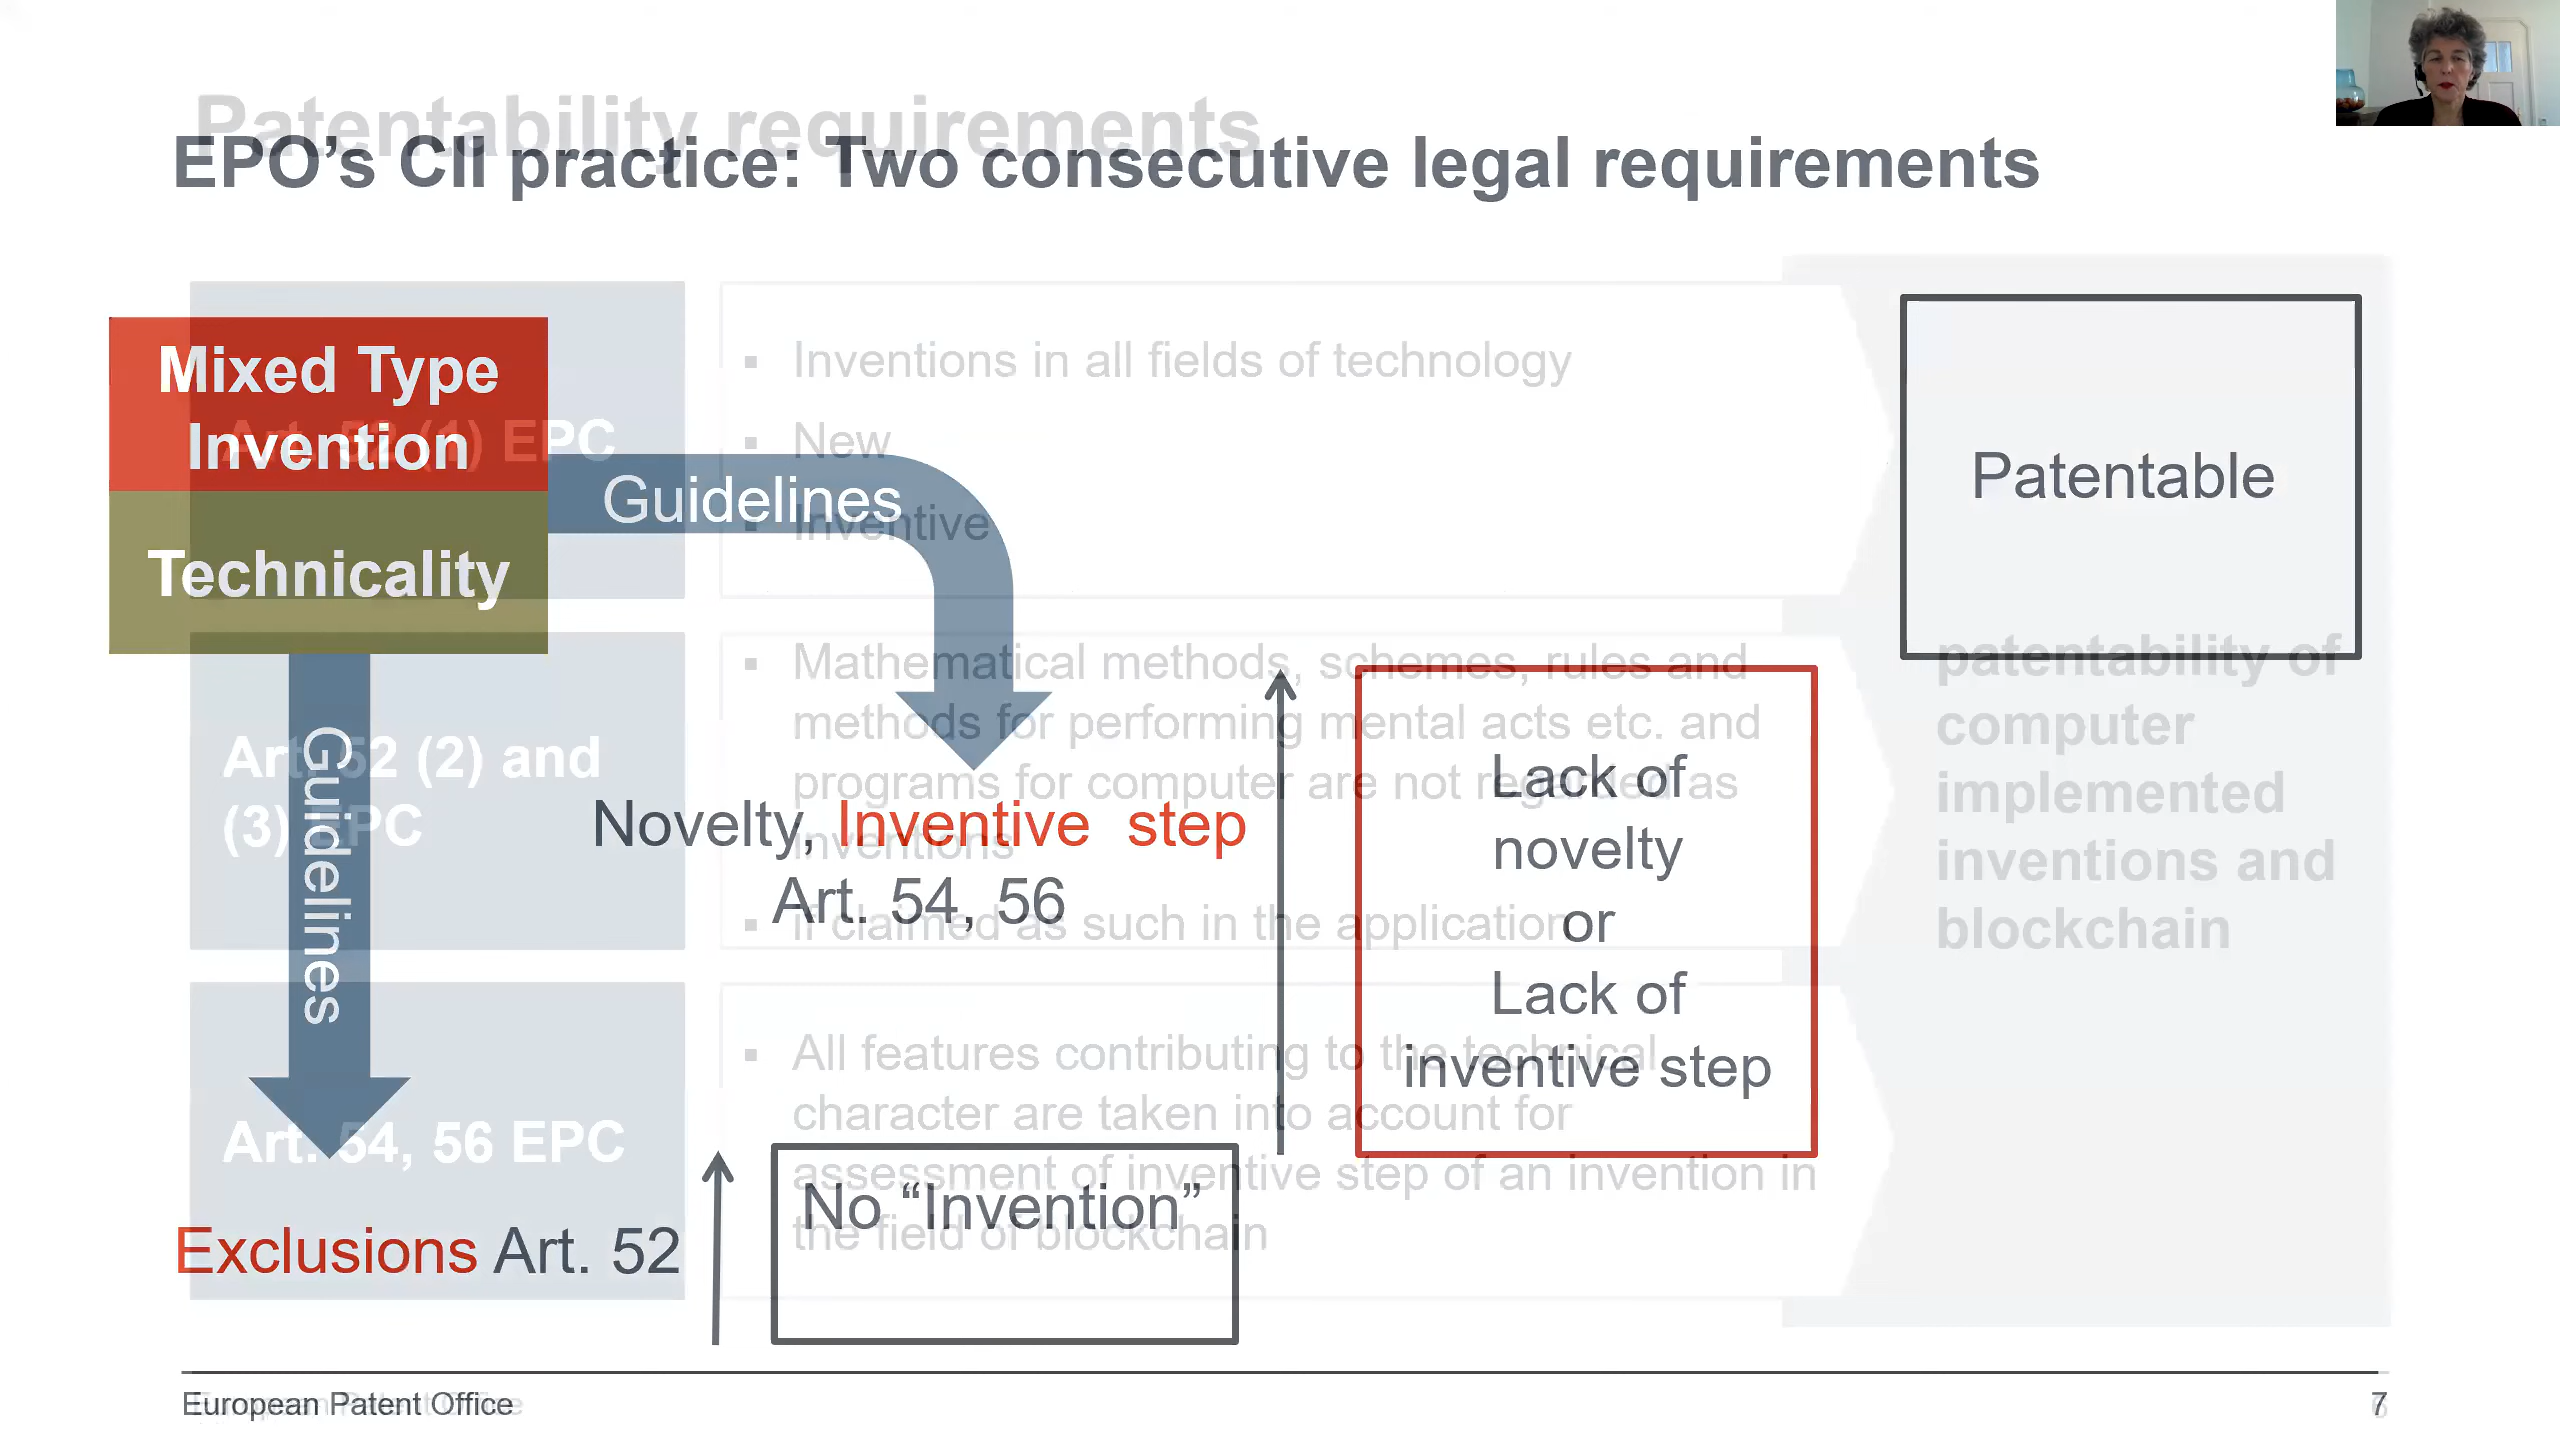 Patentability requirements
EPO’s CII practice: Two consecutive legal requirements
Mixed Type
Invention
Technicality
Guidelines
Guidelines
Novelty, Inventive step
Art. 54, 56
Exclusions Art. 52
No “Invention”
Lack of
novelty
or
Lack of
inventive step
Patentable
Art. 52 (1) EPC
▪ Inventions in all fields of technology
▪ New
▪ Inventive
Art. 52 (2) and
(3) EPC
▪ Mathematical methods, schemes, rules and
methods for performing mental acts etc. and
programs for computer are not regarded as
inventions
▪ If claimed as such in the application
Art. 54, 56 EPC
▪ All features contributing to the technical
character are taken into account for
assessment of inventive step of an invention in
the field of blockchain
patentability of
computer
implemented
inventions and
blockchain
European Patent Office
European Patent Office
7
6